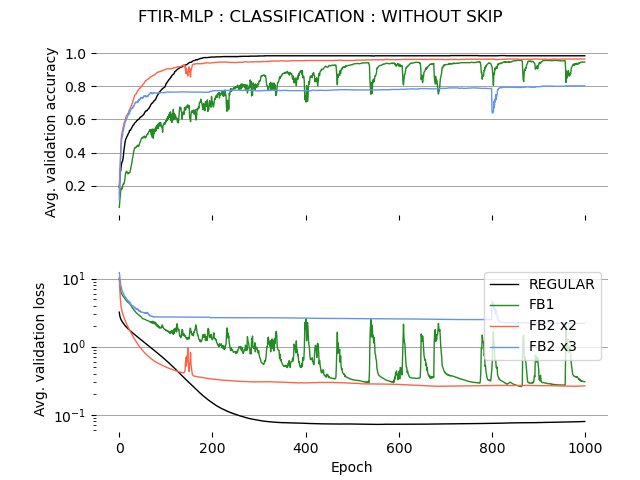 FTIR-MLP : CLASSIFICATION : WITHOUT SKIP
Avg. validation accuracy
1.0
0.8
0.6
0.4
0.2
Avg. validation loss
10^1
10^0
10^-1
REGULAR
FB1
FB2 x2
FB2 x3
0
200
400
600
800
1000
Epoch